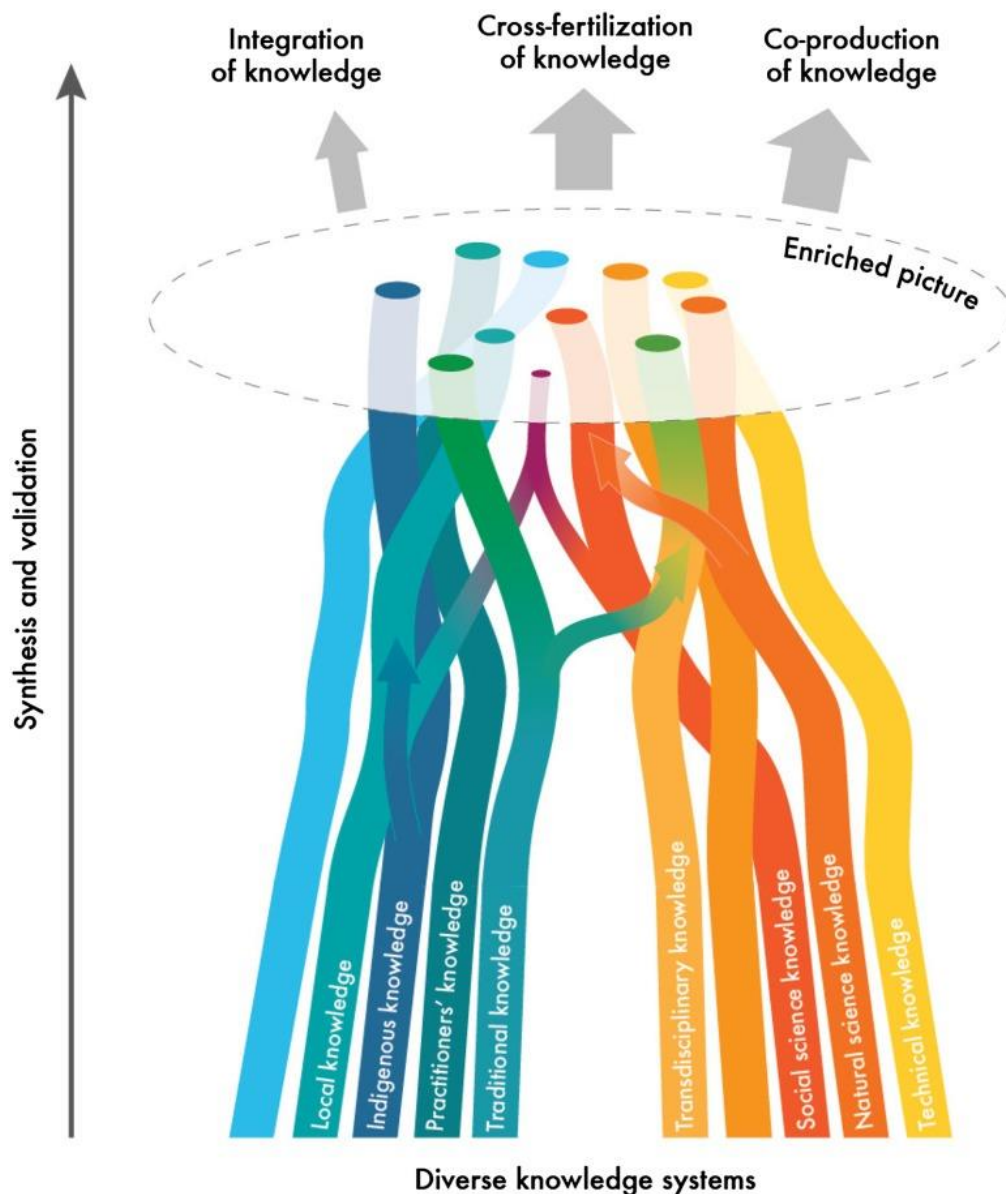 Integration
of knowledge
Cross-fertilization
of knowledge
Co-production
of knowledge
Enriched picture
Synthesis and validation
Local knowledge
Indigenous knowledge
Practitioners’ knowledge
Traditional knowledge
Transdisciplinary knowledge
Social science knowledge
Natural science knowledge
Technical knowledge
Diverse knowledge systems